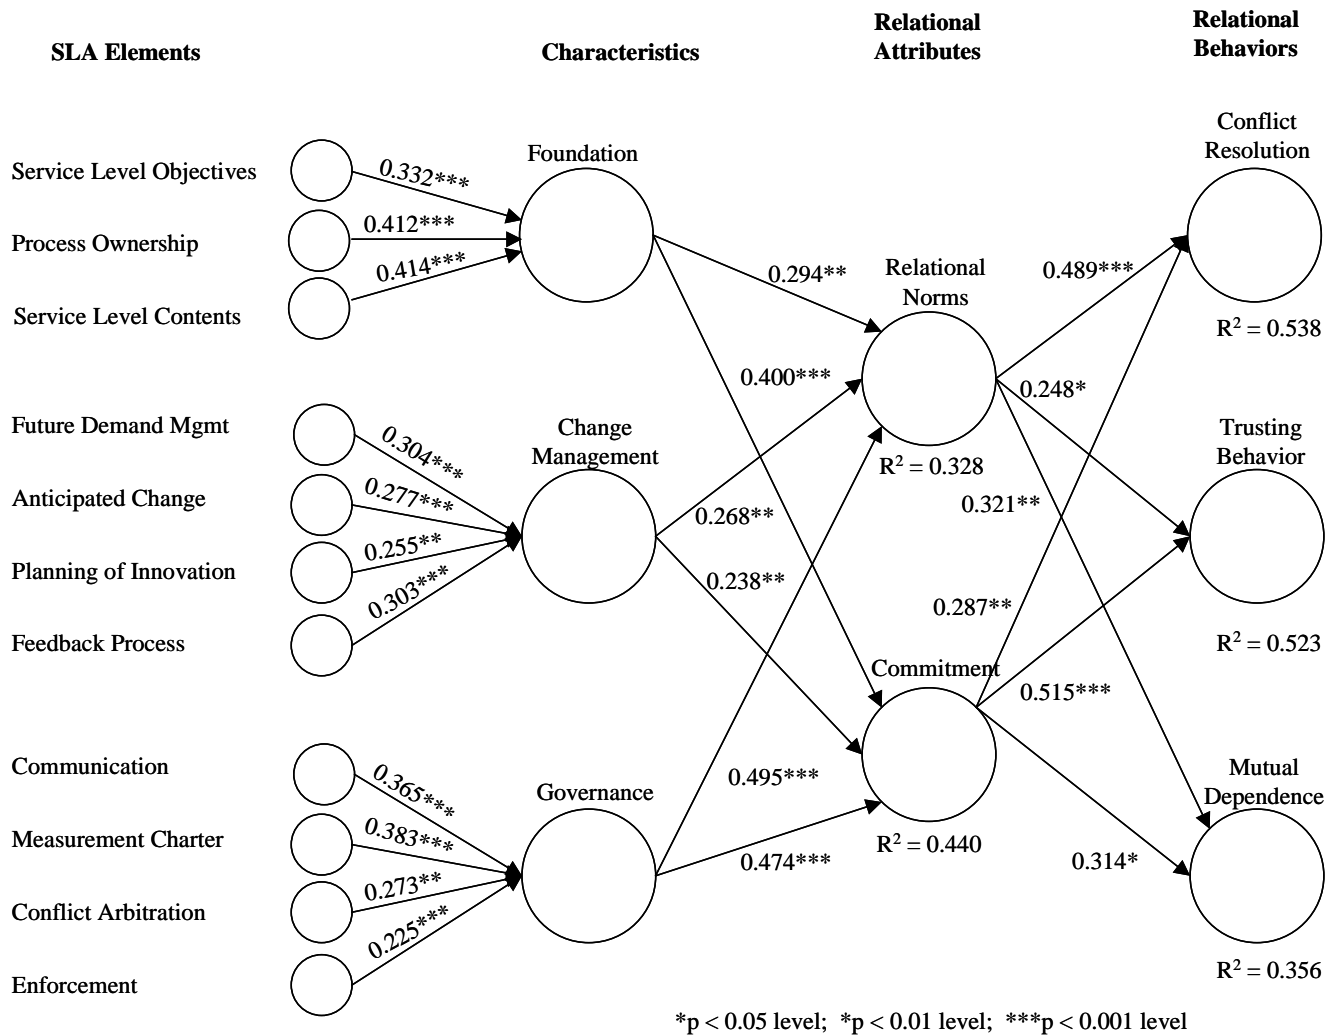 SLA Elements
Characteristics
Relational
Attributes
Relational
Behaviors
Service Level Objectives
Process Ownership
Service Level Contents
0.332***
0.412***
0.414***
Foundation
Future Demand Mgmt
Anticipated Change
Planning of Innovation
Feedback Process
0.304***
0.277***
0.255**
0.303***
Change
Management
Communication
Measurement Charter
Conflict Arbitration
Enforcement
0.365***
0.383***
0.273**
0.225***
Governance
0.294**
0.400***
0.268**
0.238**
0.495***
0.474***
Relational
Norms
R² = 0.328
Commitment
R² = 0.440
0.489***
0.248*
0.321**
0.287**
0.515***
0.314*
Conflict
Resolution
R² = 0.538
Trusting
Behavior
R² = 0.523
Mutual
Dependence
R² = 0.356
*p < 0.05 level; *p < 0.01 level; ***p < 0.001 level